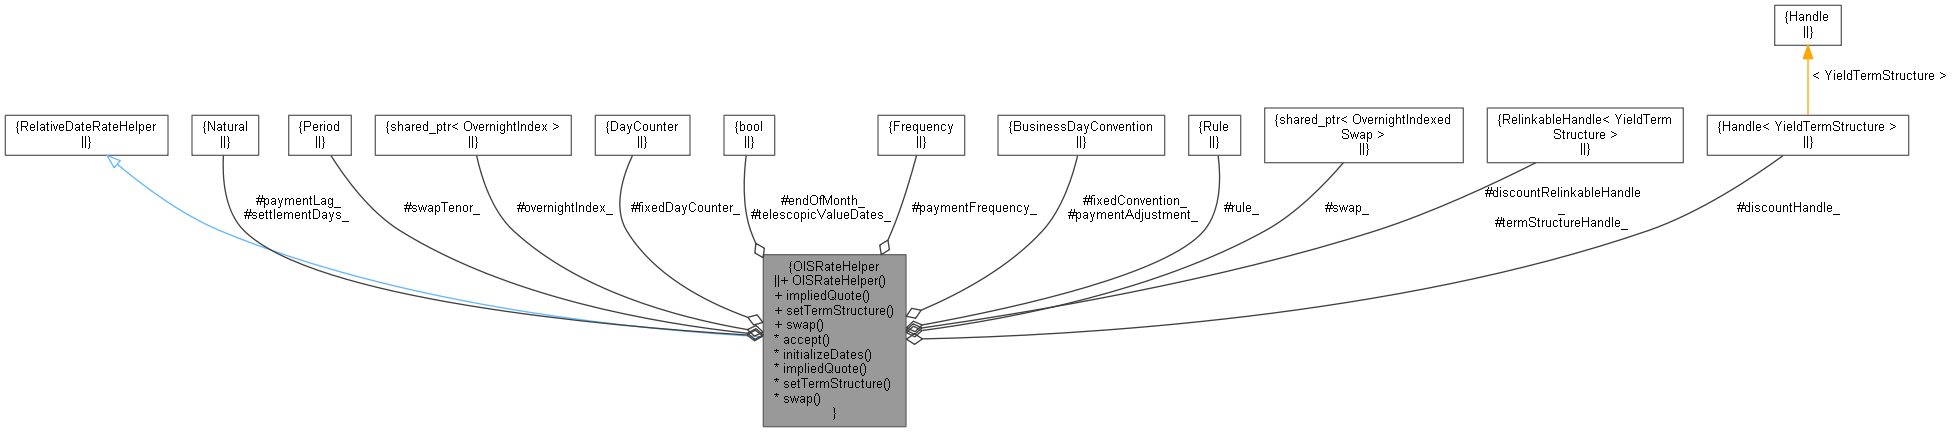 {Handle
||}
< YieldTermStructure >
{RelativeDateRateHelper
||}
{Natural
||}
{Period
||}
{shared_ptr< OvernightIndex >
||}
{DayCounter
||}
{bool
||}
{Frequency
||}
{BusinessDayConvention
||}
{Rule
||}
{shared_ptr< OvernightIndexed
Swap >
||}
{RelinkableHandle< YieldTerm
Structure >
||}
{Handle< YieldTermStructure >
||}
#paymentLag_
#settlementDays_
#swapTenor_
#overnightIndex_
#fixedDayCounter_
#endOfMonth_
#telescopicValueDates_
#paymentFrequency_
#fixedConvention_
#paymentAdjustment_
#rule_
#swap_
#discountRelinkableHandle
_
#termStructureHandle_
#discountHandle_
{OISRateHelper
||+ OISRateHelper()
+ impliedQuote()
+ setTermStructure()
+ swap()
* accept()
* initializeDates()
* impliedQuote()
* setTermStructure()
* swap()
}